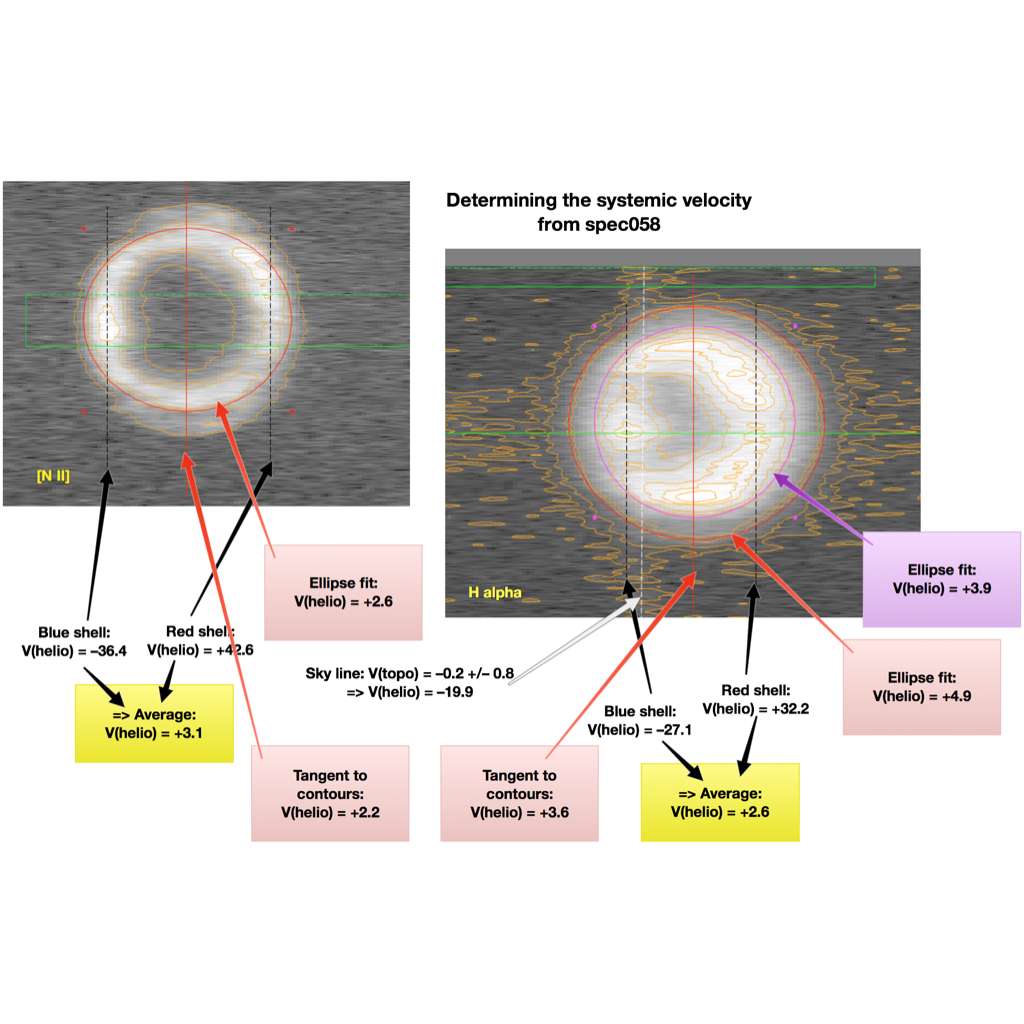 Determining the systemic velocity
from spec058
[N II]
H alpha
Ellipse fit:
V(helio) = +2.6
Ellipse fit:
V(helio) = +3.9
Blue shell:
V(helio) = −36.4
Red shell:
V(helio) = +42.6
Sky line: V(topo) = −0.2 +/− 0.8
=> V(helio) = −19.9
Ellipse fit:
V(helio) = +4.9
=> Average:
V(helio) = +3.1
Blue shell:
V(helio) = −27.1
Red shell:
V(helio) = +32.2
Tangent to
contours:
V(helio) = +2.2
Tangent to
contours:
V(helio) = +3.6
=> Average:
V(helio) = +2.6